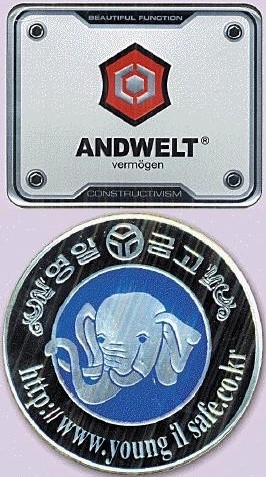 BEAUTIFUL FUNCTION
ANDWELT®
vermögen
CONSTRUCTIVISM
영일 금고
http://www.young il safe.co.kr